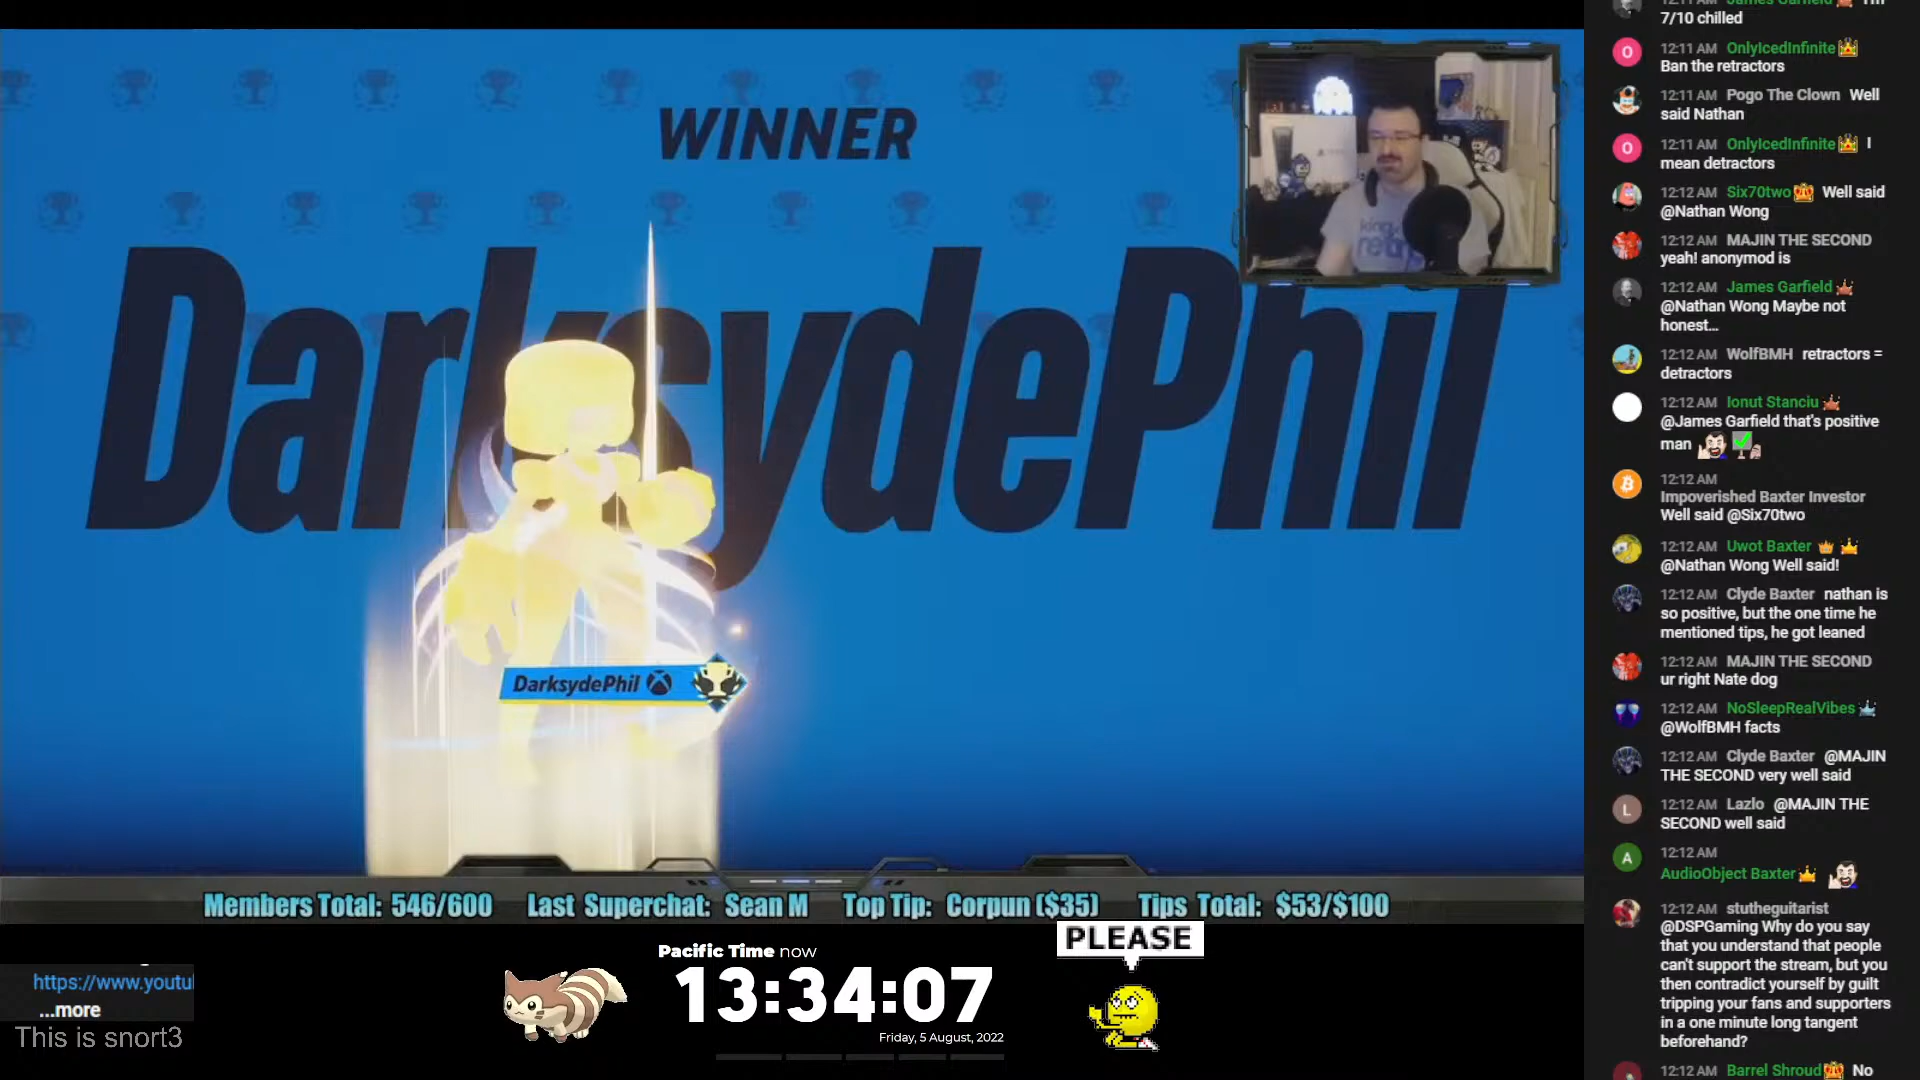 WINNER
DarksydePhil
DarksydePhil
Members Total: 546/600 Last Superchat: Sean M Top Tip: Corpun ($35) Tips Total: $53/$100
PLEASE
Pacific Time now
13:34:07
Friday, 5 August, 2022
https://www.youtu
...more
This is snort3
7/10 chilled
12:11 AM OnlyIcedInfinite
Ban the retractors
12:11 AM Pogo The Clown Well
said Nathan
12:11 AM OnlyIcedInfinite I
mean detractors
12:12 AM Six70two Well said
@Nathan Wong
12:12 AM MAJIN THE SECOND
yeah! anonymod is
12:12 AM James Garfield
@Nathan Wong Maybe not
honest...
12:12 AM WolfBMH retractors =
detractors
12:12 AM Ionut Stanciu
@James Garfield that's positive
man
12:12 AM
Impoverished Baxter Investor
Well said @Six70two
12:12 AM Uwot Baxter
@Nathan Wong Well said!
12:12 AM Clyde Baxter nathan is
so positive, but the one time he
mentioned tips, he got leaned
12:12 AM MAJIN THE SECOND
ur right Nate dog
12:12 AM NoSleepRealVibes
@WolfBMH facts
12:12 AM Clyde Baxter @MAJIN
THE SECOND very well said
12:12 AM Lazlo @MAJIN THE
SECOND well said
12:12 AM
AudioObject Baxter
12:12 AM stutheguitarist
@DSPGaming Why do you say
that you understand that people
can't support the stream, but you
then contradict yourself by guilt
tripping your fans and supporters
in a one minute long tangent
beforehand?
12:12 AM Barrel Shroud No